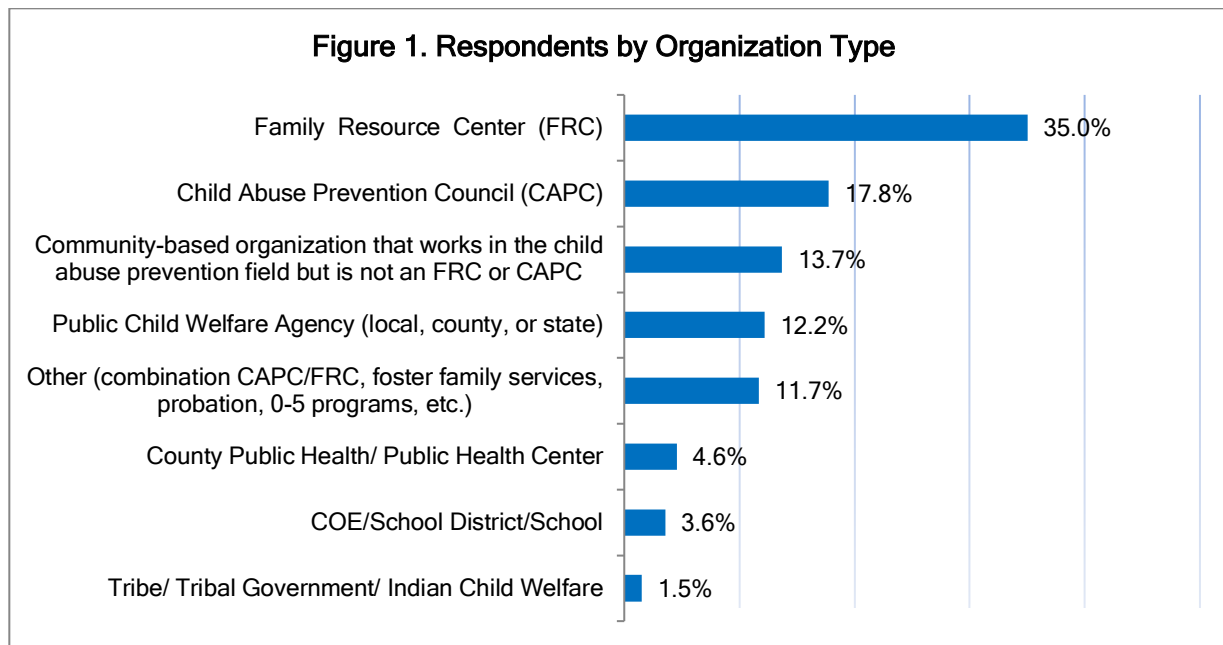 Figure 1. Respondents by Organization Type
Family Resource Center (FRC)
35.0%
Child Abuse Prevention Council (CAPC)
17.8%
Community-based organization that works in the child
abuse prevention field but is not an FRC or CAPC
13.7%
Public Child Welfare Agency (local, county, or state)
12.2%
Other (combination CAPC/FRC, foster family services,
probation, 0-5 programs, etc.)
11.7%
County Public Health/ Public Health Center
4.6%
COE/School District/School
3.6%
Tribe/ Tribal Government/ Indian Child Welfare
1.5%